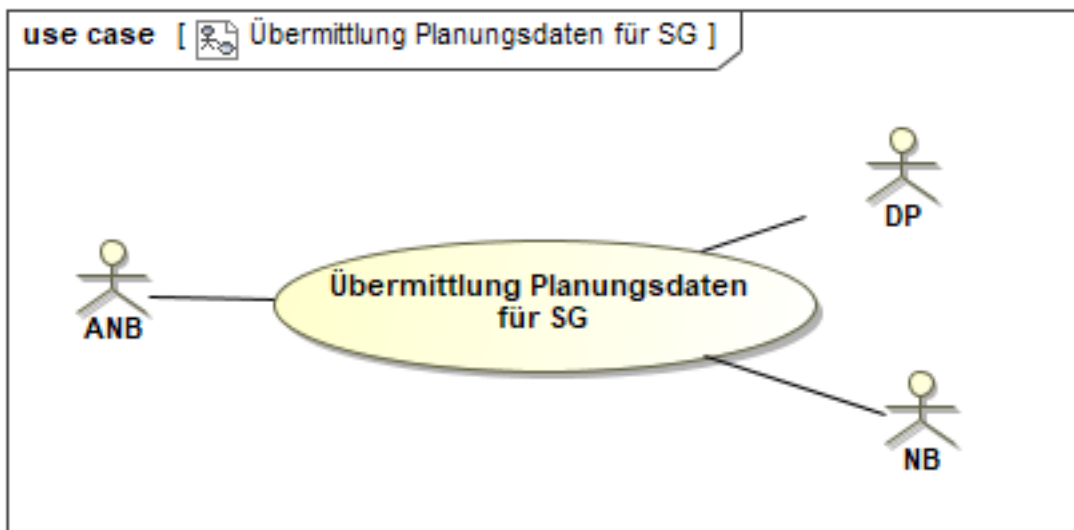 use case [ Übermittlung Planungsdaten für SG ]
DP
Übermittlung Planungsdaten
für SG
ANB
NB